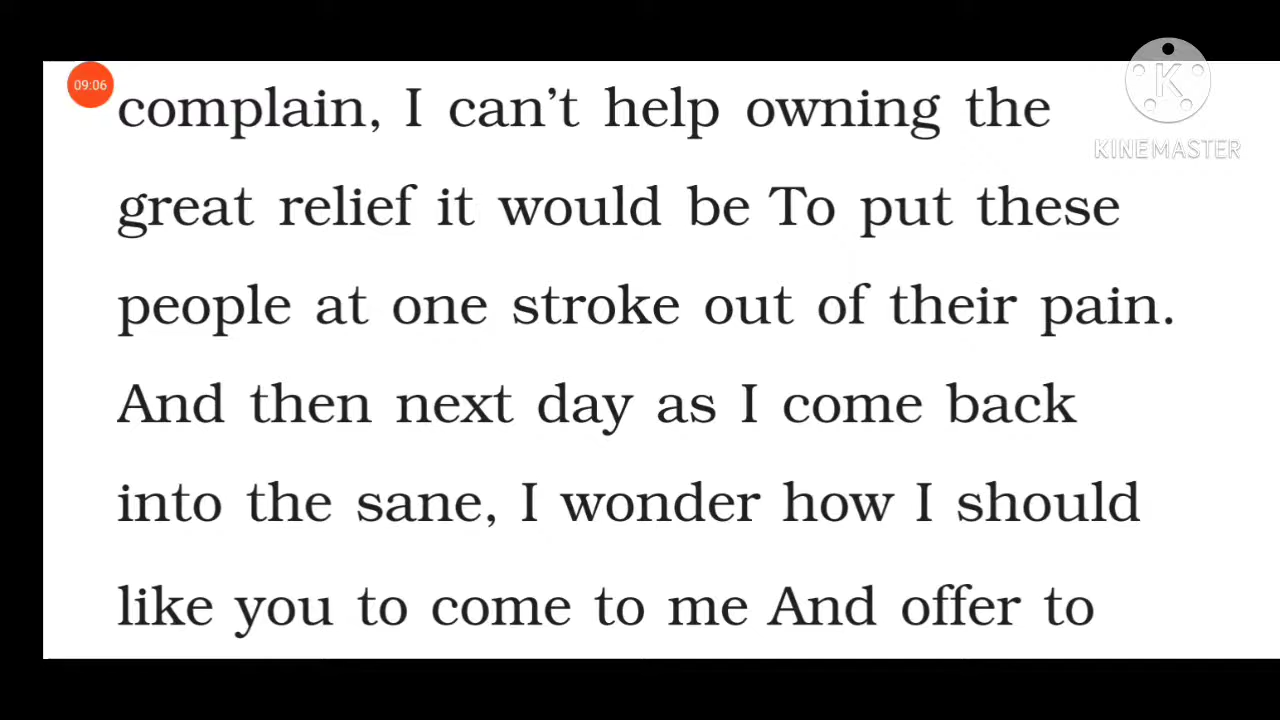 09:06
KINEMASTER
complain, I can't help owning the
great relief it would be To put these
people at one stroke out of their pain.
And then next day as I come back
into the sane, I wonder how I should
like you to come to me And offer to